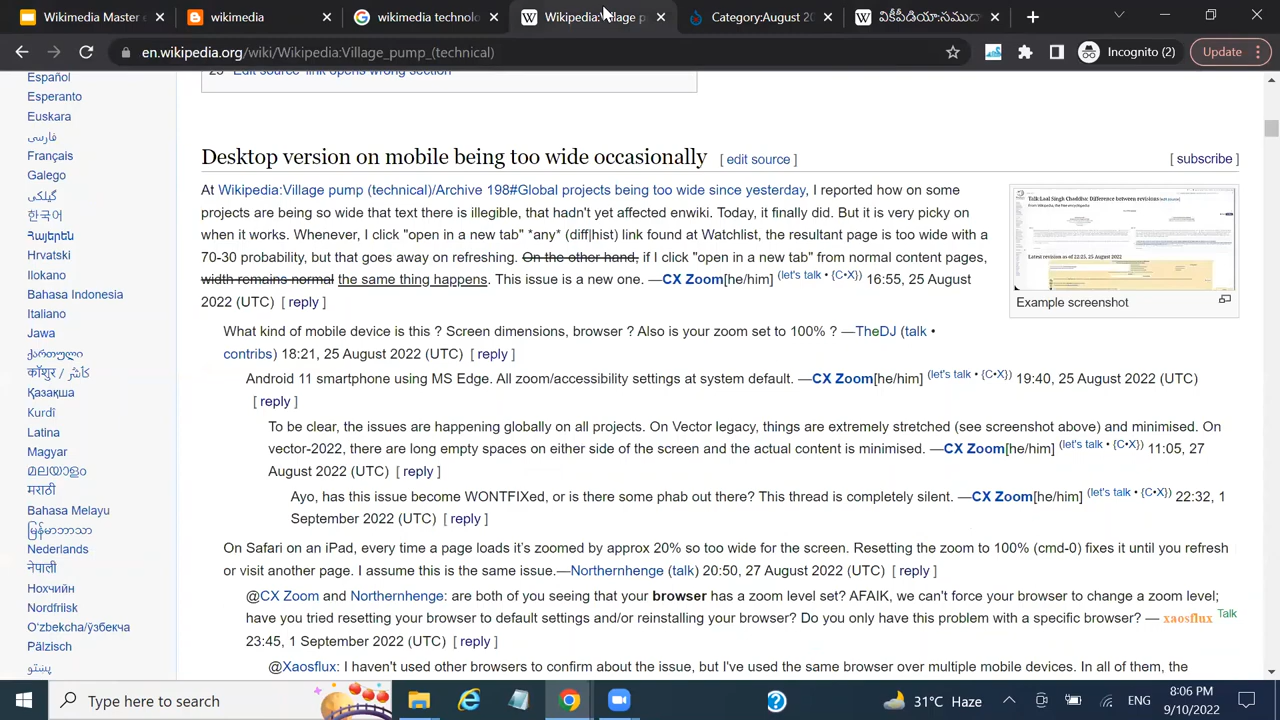 Wikimedia Master
wikimedia
wikimedia technolo
Wikipedia:Village p
Category:August 20
en.wikipedia.org/wiki/Wikipedia:Village_pump_(technical)
Incognito (2)
Update
Español
Esperanto
Euskara
فارسی
Français
Galego
گیلکی
한국어
Հայերեն
Hrvatski
Ilokano
Bahasa Indonesia
Italiano
Jawa
ქართული
कॉशुर / کٲشُر
Қазақша
Kurdî
Latina
Magyar
മലയാളം
मराठी
Bahasa Melayu
မြန်မာဘာသာ
Nederlands
नेपाली
Нохчийн
Nordfriisk
Oʻzbekcha/ўзбекча
Pälzisch
پښتو
25 Edit source link opens wrong section
Desktop version on mobile being too wide occasionally [ edit source ] [ subscribe ]
At Wikipedia:Village pump (technical)/Archive 198#Global projects being too wide since yesterday, I reported how on some
projects are being so wide that text there is illegible, that hadn't yet affected enwiki. Today, it finally did. But it is very picky on
when it works. Whenever, I click "open in a new tab" *any* (diff|hist) link found at Watchlist, the resultant page is too wide with a
70-30 probability, but that goes away on refreshing. On the other hand, if I click "open in a new tab" from normal content pages,
width remains normal the same thing happens. This issue is a new one. —CX Zoom[he/him] (let's talk • {C•X}) 16:55, 25 August
2022 (UTC) [ reply ]
Talk:Laal Singh Chaddha: Difference between revisions
From Wikipedia, the free encyclopedia
Latest revision as of 22:25, 25 August 2022
Example screenshot
What kind of mobile device is this ? Screen dimensions, browser ? Also is your zoom set to 100% ? —TheDJ (talk •
contribs) 18:21, 25 August 2022 (UTC) [ reply ]
Android 11 smartphone using MS Edge. All zoom/accessibility settings at system default. —CX Zoom[he/him] (let's talk • {C•X}) 19:40, 25 August 2022 (UTC)
[ reply ]
To be clear, the issues are happening globally on all projects. On Vector legacy, things are extremely stretched (see screenshot above) and minimised. On
vector-2022, there are long empty spaces on either side of the screen and the actual content is minimised. —CX Zoom[he/him] (let's talk • {C•X}) 11:05, 27
August 2022 (UTC) [ reply ]
Ayo, has this issue become WONTFIXed, or is there some phab out there? This thread is completely silent. —CX Zoom[he/him] (let's talk • {C•X}) 22:32, 1
September 2022 (UTC) [ reply ]
On Safari on an iPad, every time a page loads it's zoomed by approx 20% so too wide for the screen. Resetting the zoom to 100% (cmd-0) fixes it until you refresh
or visit another page. I assume this is the same issue.—Northernhenge (talk) 20:50, 27 August 2022 (UTC) [ reply ]
@CX Zoom and Northernhenge: are both of you seeing that your browser has a zoom level set? AFAIK, we can't force your browser to change a zoom level;
have you tried resetting your browser to default settings and/or reinstalling your browser? Do you only have this problem with a specific browser? — xaosflux Talk
23:45, 1 September 2022 (UTC) [ reply ]
@Xaosflux: I haven't used other browsers to confirm about the issue, but I've used the same browser over multiple mobile devices. In all of them, the
Type here to search
31°C Haze
ENG
8:06 PM
9/10/2022